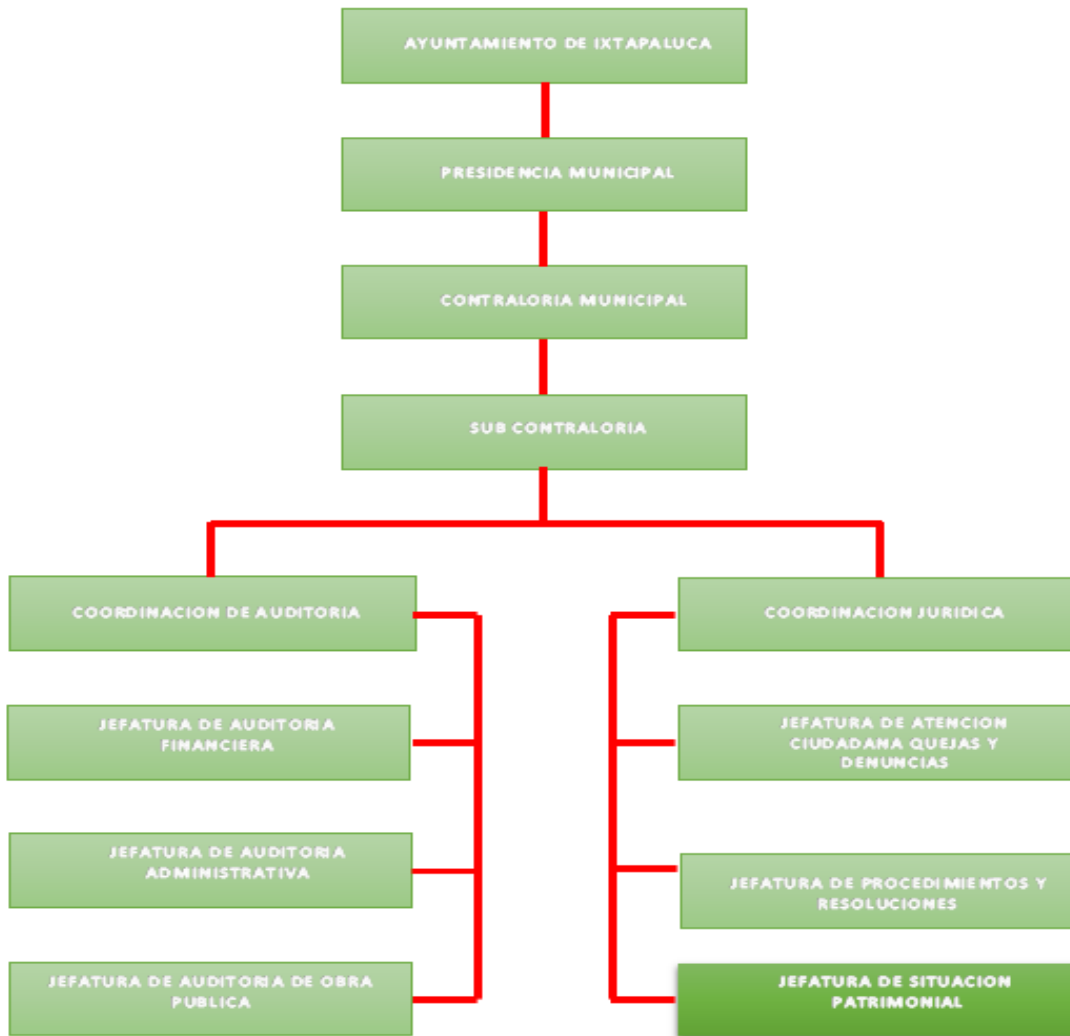 AYUNTAMIENTO DE IXTAPALUCA
PRESIDENCIA MUNICIPAL
CONTRALORIA MUNICIPAL
SUB CONTRALORIA
COORDINACION DE AUDITORIA
JEFATURA DE AUDITORIA
FINANCIERA
JEFATURA DE AUDITORIA
ADMINISTRATIVA
JEFATURA DE AUDITORIA DE OBRA
PUBLICA
COORDINACION JURIDICA
JEFATURA DE ATENCION
CIUDADANA QUEJAS Y
DENUNCIAS
JEFATURA DE PROCEDIMIENTOS Y
RESOLUCIONES
JEFATURA DE SITUACION
PATRIMONIAL